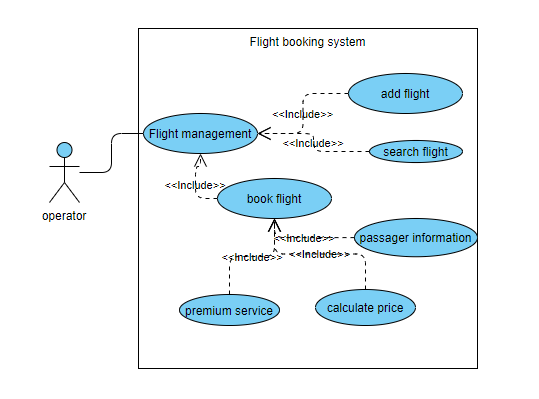 Flight booking system
add flight
<<Include>>
Flight management
<<Include>>
search flight
operator
<<Include>>
book flight
<<Include>>
passager information
<<Include>>
<<Include>>
premium service
calculate price